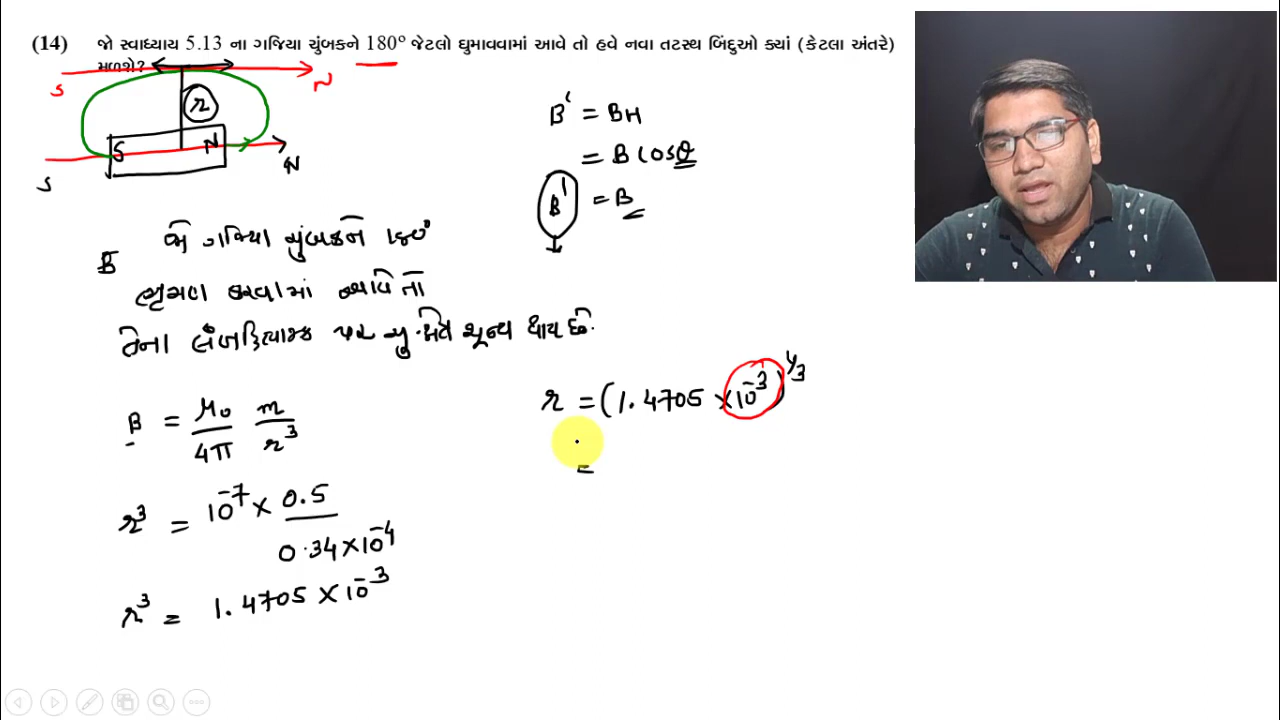 (14) જો સ્વાધ્યાય 5.13 ના ગજિયા ચુંબકને 180° જેટલો ઘુમાવવામાં આવે તો હવે નવા તટસ્થ બિંદુઓ ક્યાં (કેટલા અંતરે)
મળશે?
S N
r
S N
S N
B' = BH
= B cosθ
B' = B
જો ગજિયા ચુંબકને 180°
ભ્રમણ કરવામાં આવે તો
તેના લંબદ્વિભાજક પર ચુ. ક્ષેત્ર શૂન્ય થાય છે.
B = μ₀/4π m/r³
r³ = 10⁻⁷ × 0.5 / 0.34×10⁻⁴
r³ = 1.4705 × 10⁻³
r = (1.4705 × 10⁻³)^1/3
=